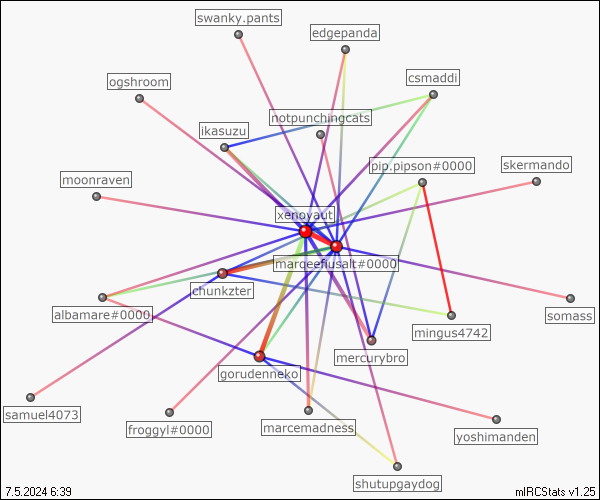 swanky.pants
edgepanda
csmaddi
ogshroom
notpunchingcats
ikasuzu
pip.pipson#0000
skermando
moonraven
xenoyaut
marqeefiusalt#0000
chunkzter
albamare#0000
somass
mingus4742
mercurybro
gorudenneko
samuel4073
froggyl#0000
marcemadness
yoshimanden
shutupgaydog
7.5.2024 6:39
mIRCStats v1.25